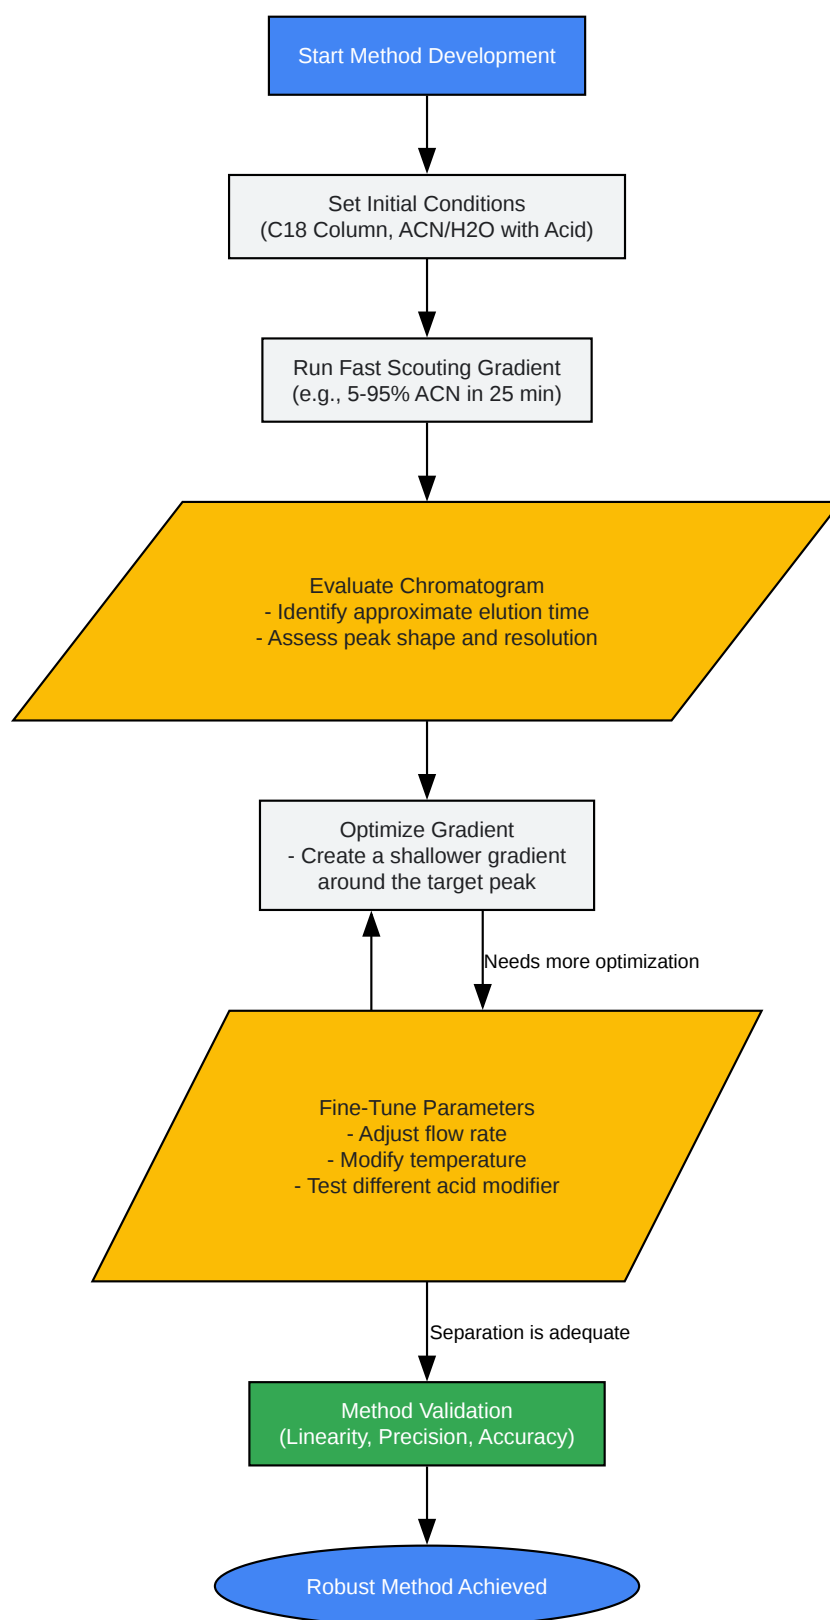 Start Method Development
Set Initial Conditions
(C18 Column, ACN/H2O with Acid)
Run Fast Scouting Gradient
(e.g., 5-95% ACN in 25 min)
Evaluate Chromatogram
- Identify approximate elution time
- Assess peak shape and resolution
Optimize Gradient
- Create a shallower gradient
around the target peak
Needs more optimization
Fine-Tune Parameters
- Adjust flow rate
- Modify temperature
- Test different acid modifier
Separation is adequate
Method Validation
(Linearity, Precision, Accuracy)
Robust Method Achieved